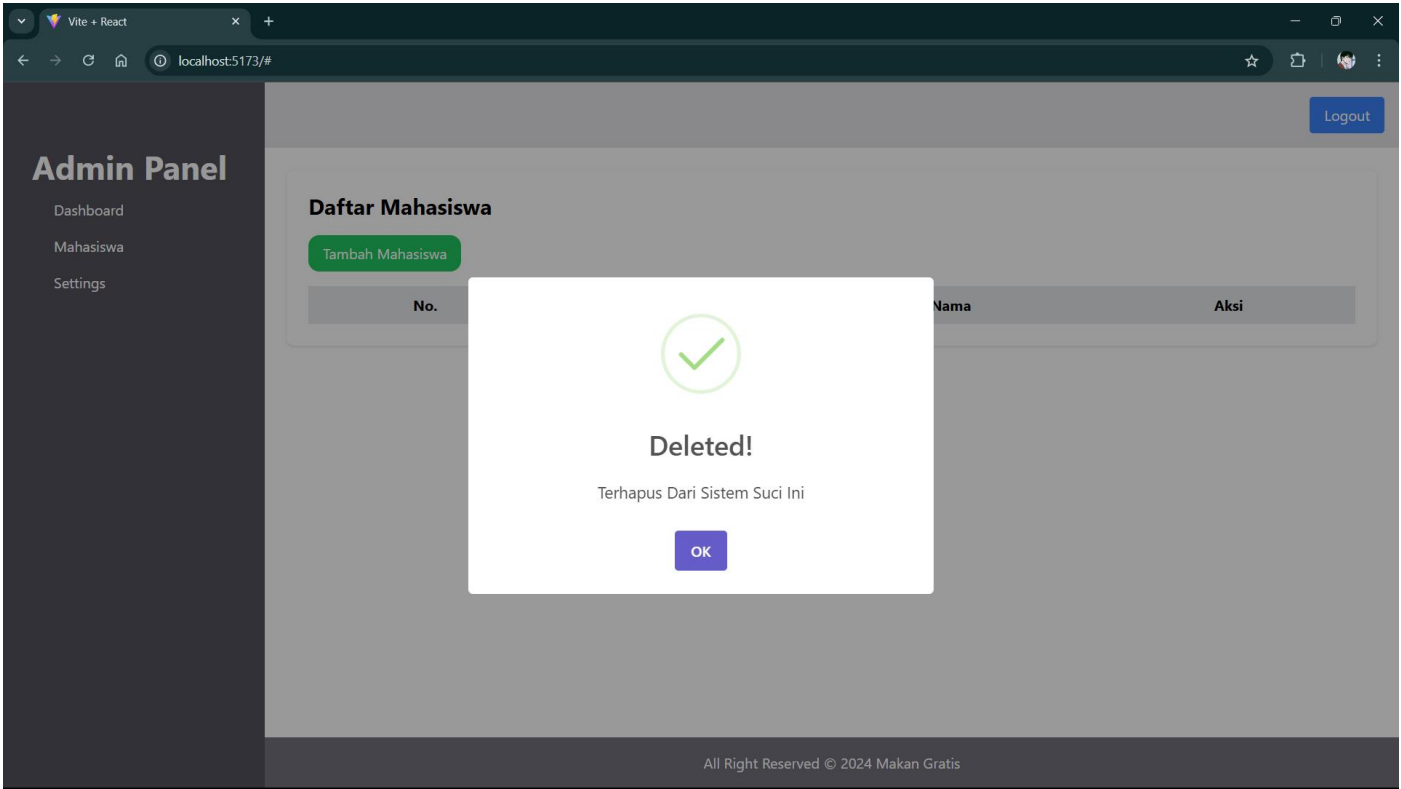 Vite + React
localhost:5173/#
Logout
Admin Panel
Dashboard
Mahasiswa
Settings
Daftar Mahasiswa
Tambah Mahasiswa
No. Nama Aksi
Deleted!
Terhapus Dari Sistem Suci Ini
OK
All Right Reserved © 2024 Makan Gratis